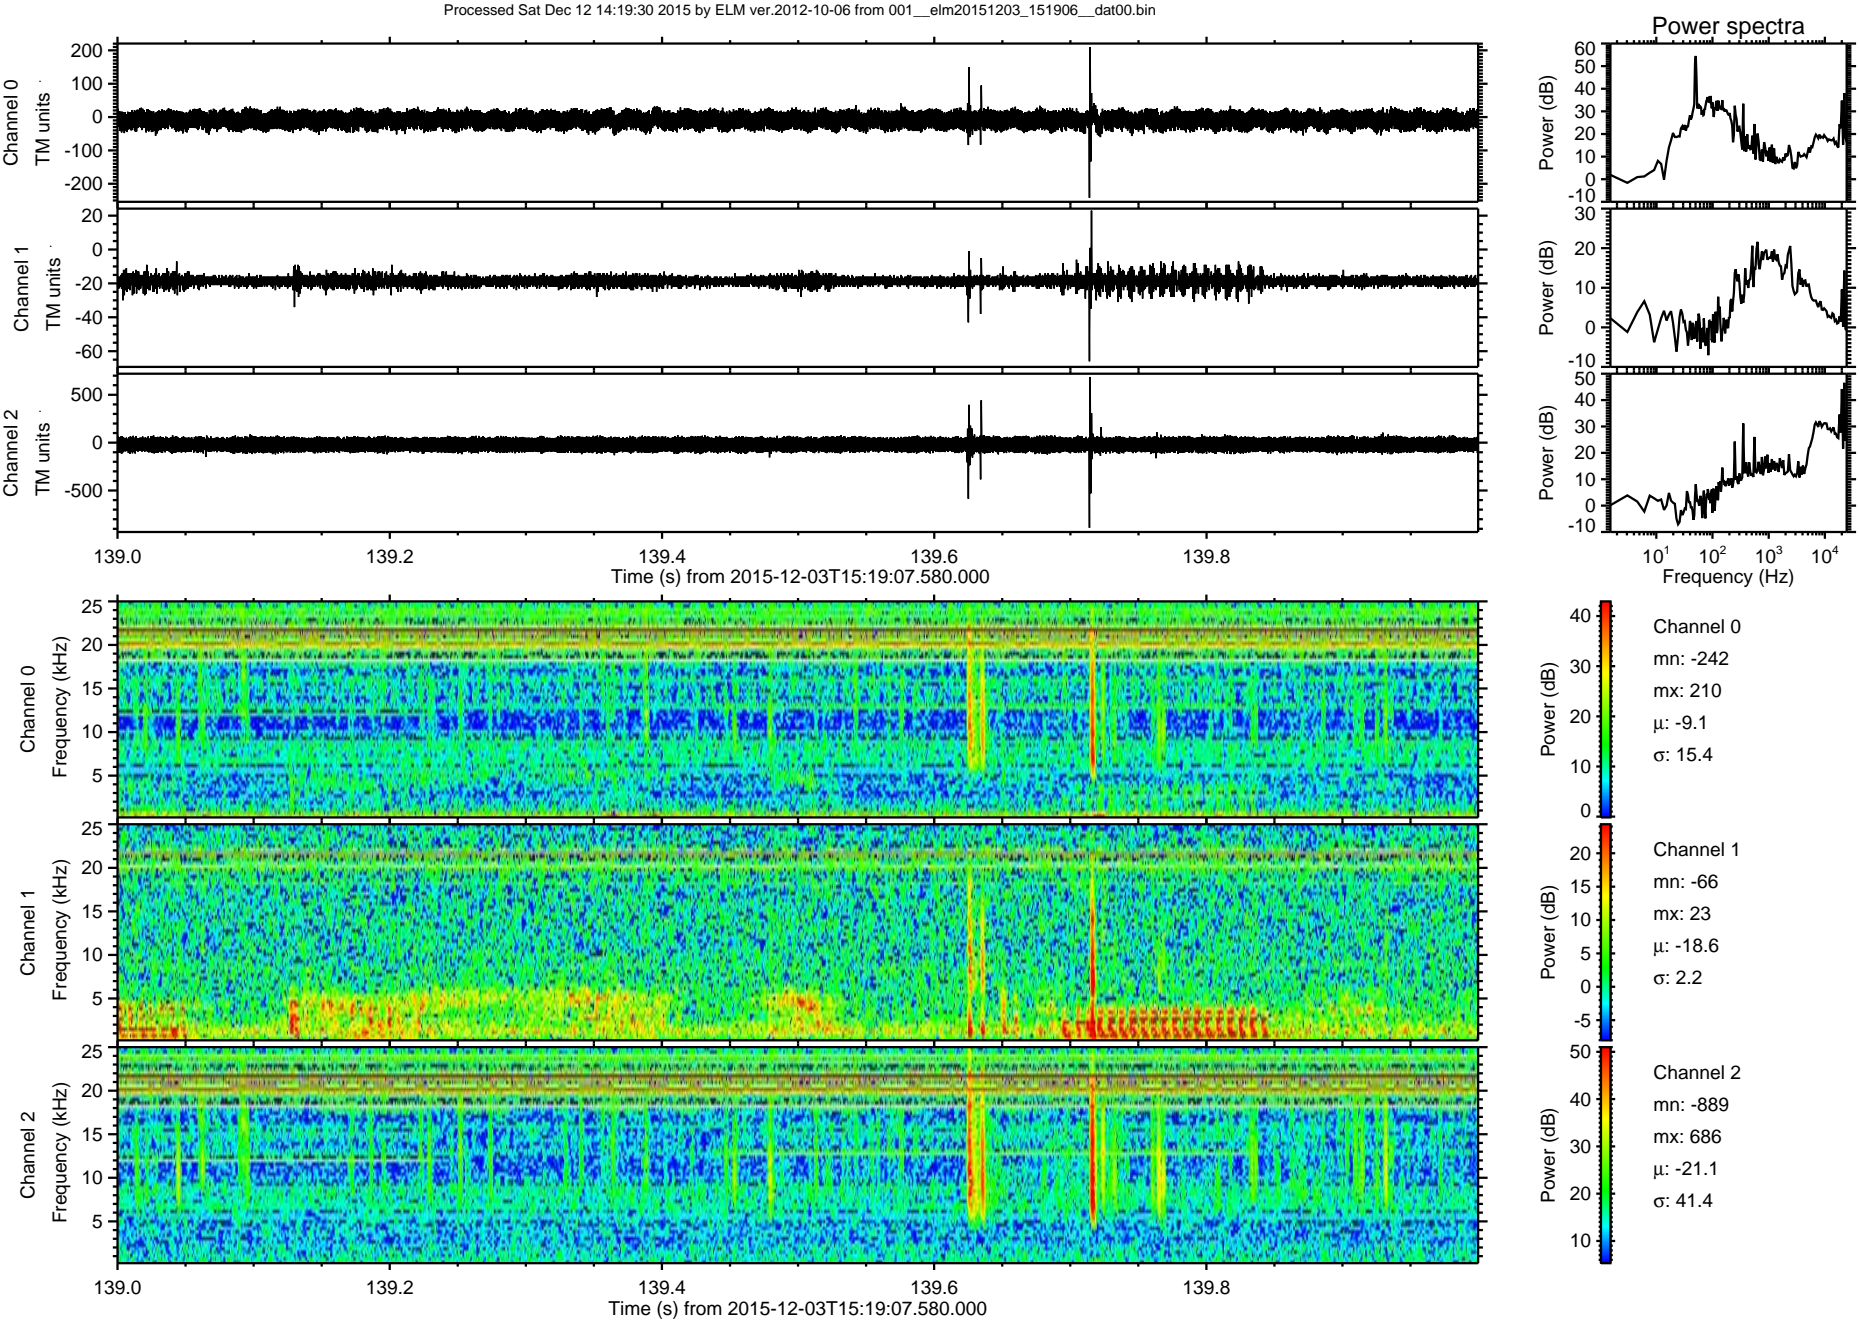 Processed Sat Dec 12 14:19:30 2015 by ELM ver.2012-10-06 from 001__elm20151203_151906__dat00.bin
Power spectra
Channel 0
TM units
200
100
0
-100
-200
Power (dB)
60
50
40
30
20
10
0
-10
Channel 1
TM units
20
0
-20
-40
-60
Power (dB)
30
20
10
0
-10
Channel 2
TM units
500
0
-500
Power (dB)
50
40
30
20
10
0
-10
139.0 139.2 139.4 139.6 139.8
Time (s) from 2015-12-03T15:19:07.580.000
10¹ 10² 10³ 10⁴
Frequency (Hz)
Channel 0
Frequency (kHz)
25
20
15
10
5
Power (dB)
40
30
20
10
0
Channel 0
mn: -242
mx: 210
µ: -9.1
σ: 15.4
Channel 1
Frequency (kHz)
25
20
15
10
5
Power (dB)
20
15
10
5
0
-5
Channel 1
mn: -66
mx: 23
µ: -18.6
σ: 2.2
Channel 2
Frequency (kHz)
25
20
15
10
5
Power (dB)
50
40
30
20
10
Channel 2
mn: -889
mx: 686
µ: -21.1
σ: 41.4
139.0 139.2 139.4 139.6 139.8
Time (s) from 2015-12-03T15:19:07.580.000